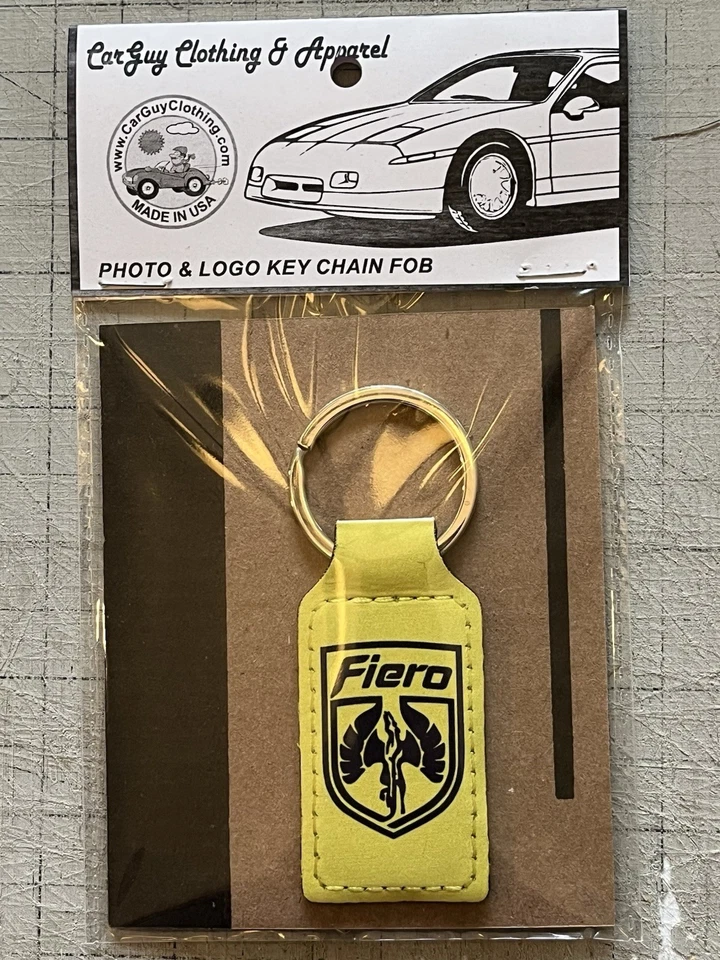 CarGuy Clothing & Apparel
www.CarGuyClothing.com
MADE IN USA
PHOTO & LOGO KEY CHAIN FOB
Fiero